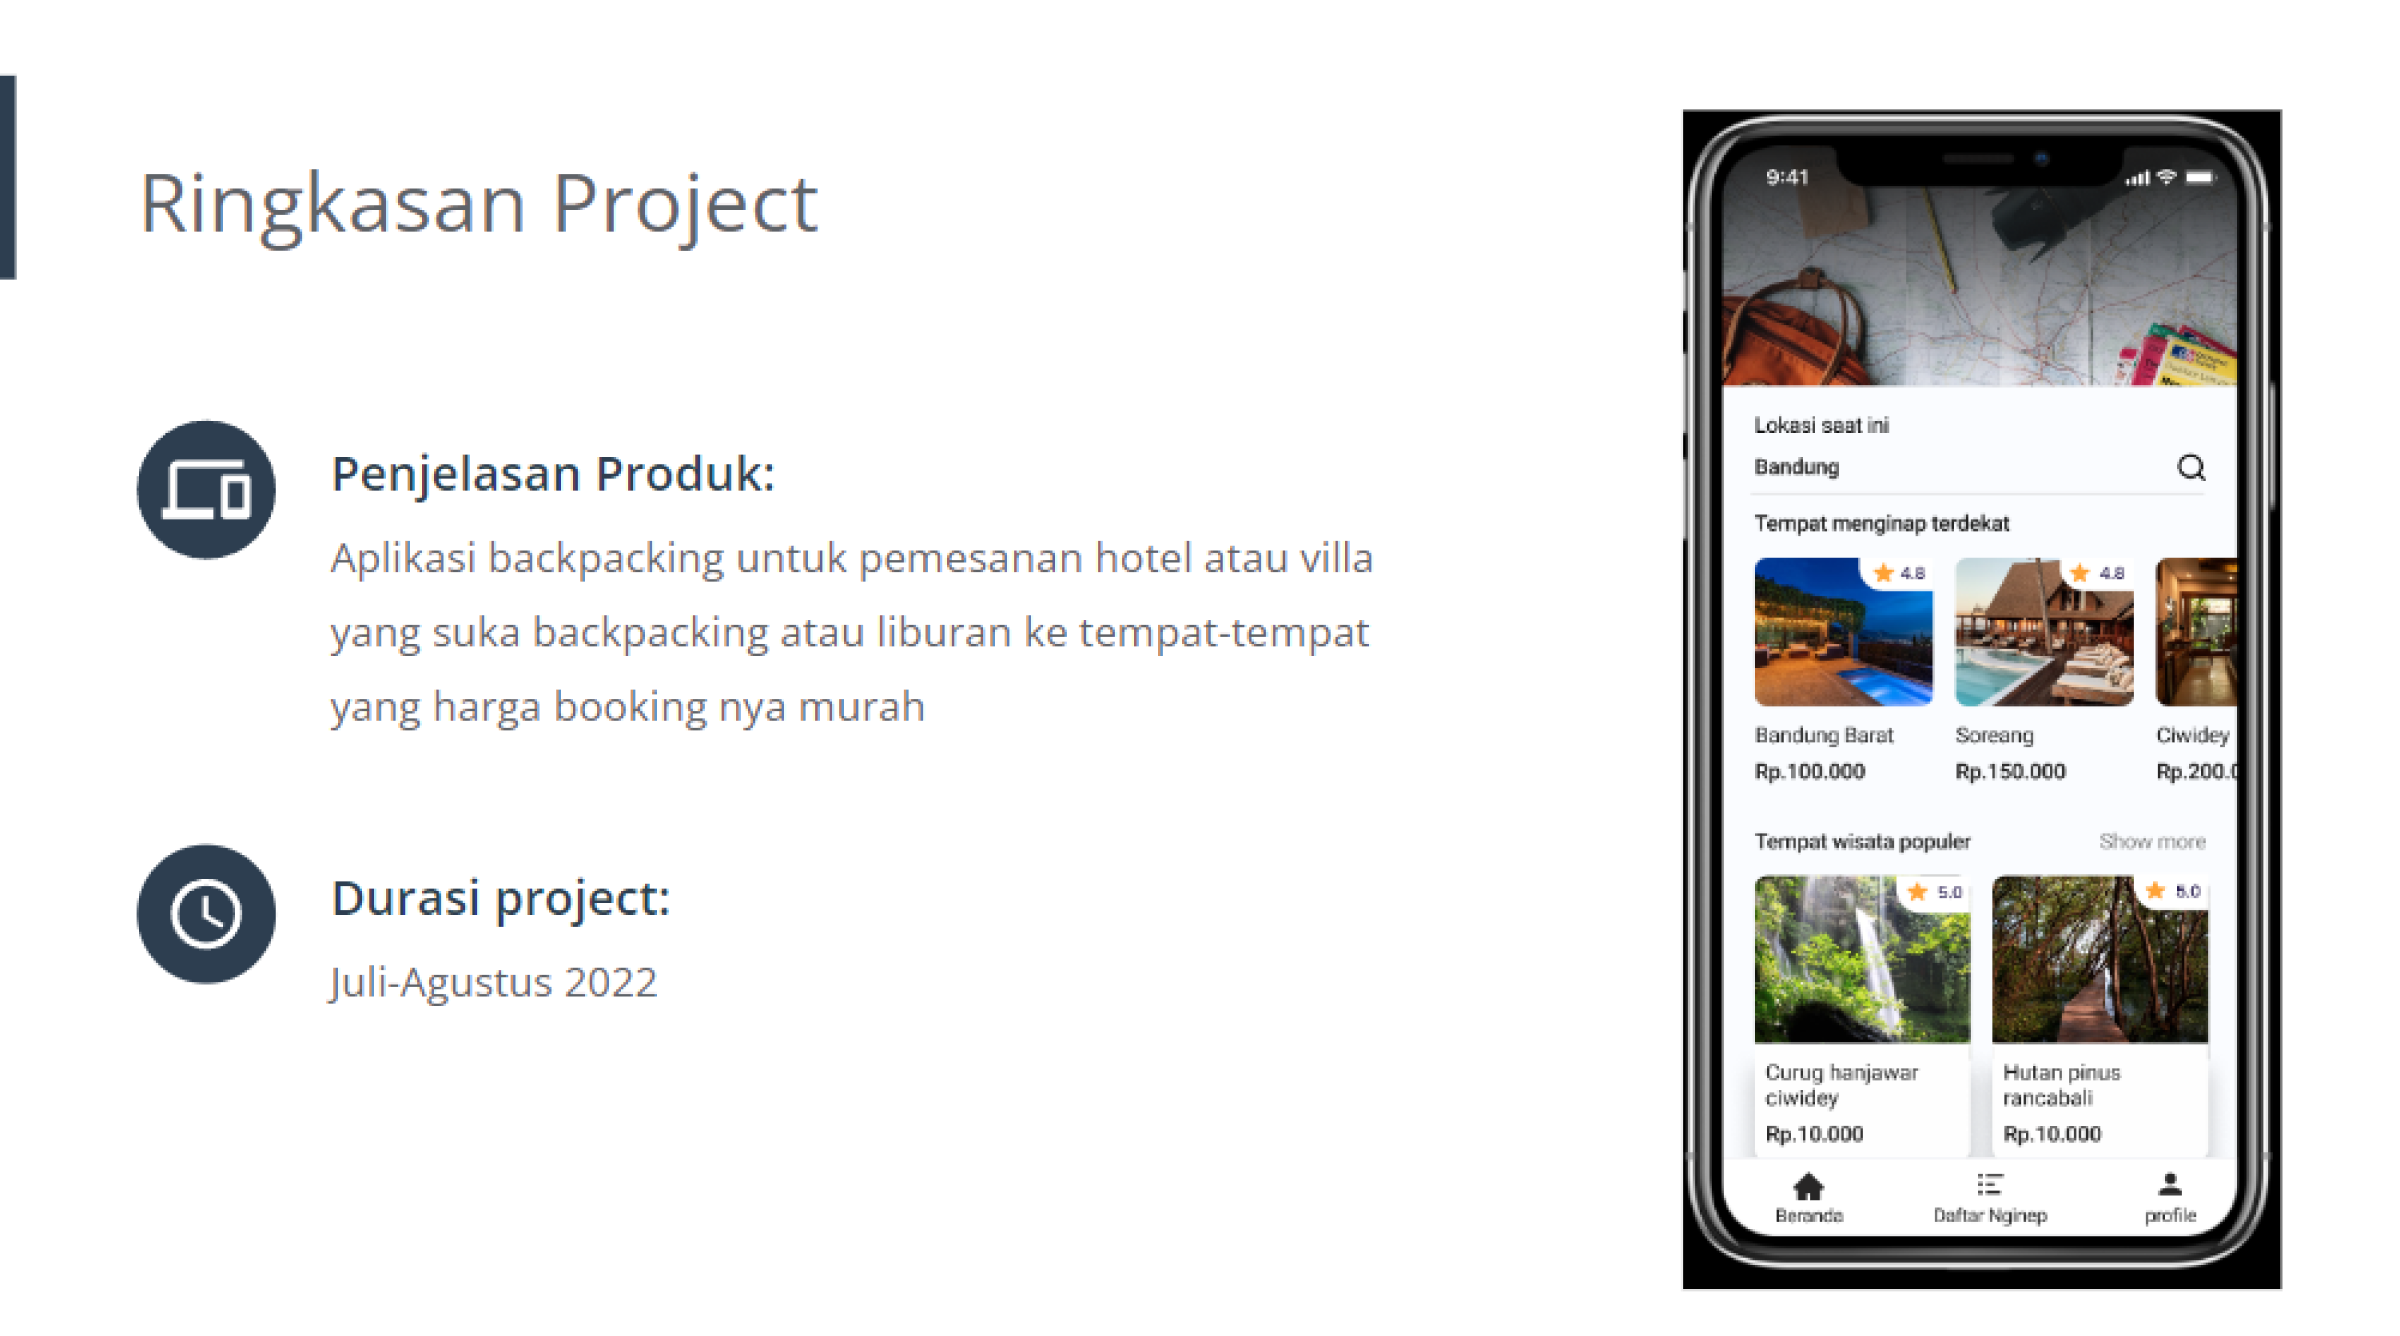 Ringkasan Project
Penjelasan Produk:
Aplikasi backpacking untuk pemesanan hotel atau villa
yang suka backpacking atau liburan ke tempat-tempat
yang harga booking nya murah
Durasi project:
Juli-Agustus 2022
9:41
Lokasi saat ini
Bandung
Tempat menginap terdekat
4.8
4.8
Bandung Barat
Rp.100.000
Soreang
Rp.150.000
Ciwidey
Rp.200.0
Tempat wisata populer
Show more
5.0
5.0
Curug hanjawar
ciwidey
Rp.10.000
Hutan pinus
rancabali
Rp.10.000
Beranda
Daftar Nginep
profile